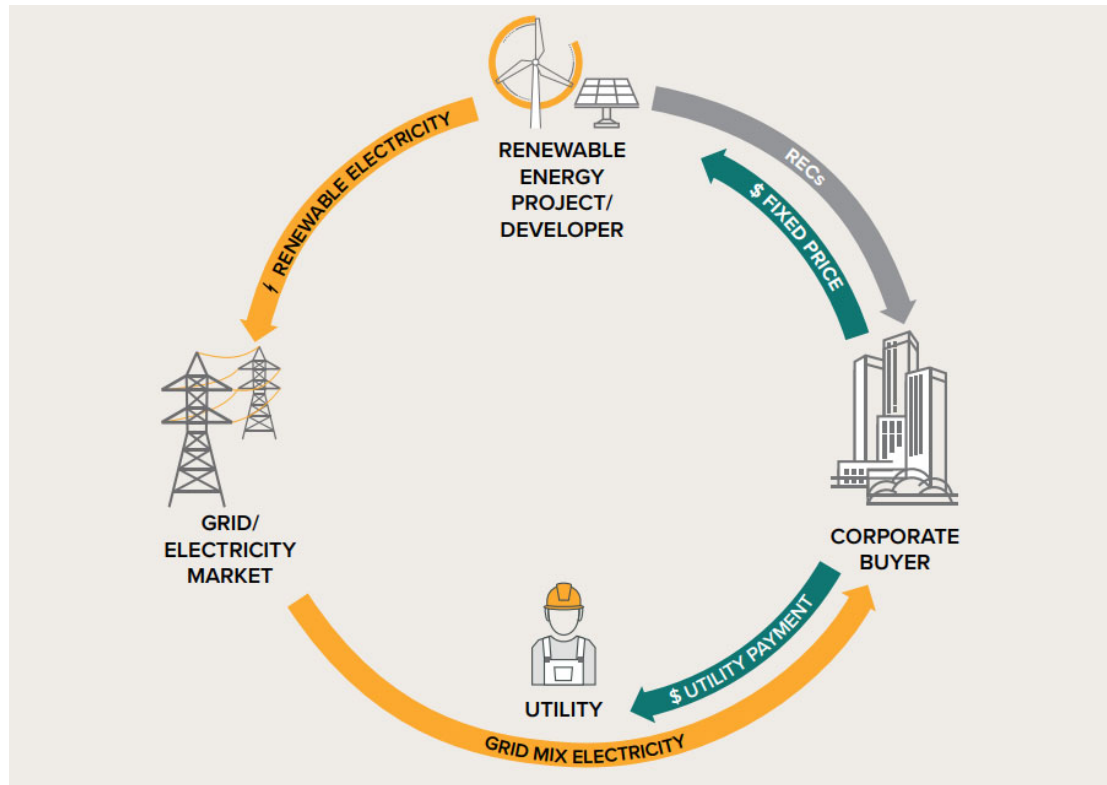 RENEWABLE ELECTRICITY
RENEWABLE
ENERGY
PROJECT/
DEVELOPER
RECs
$ FIXED PRICE
GRID/
ELECTRICITY
MARKET
CORPORATE
BUYER
UTILITY
$ UTILITY PAYMENT
GRID MIX ELECTRICITY